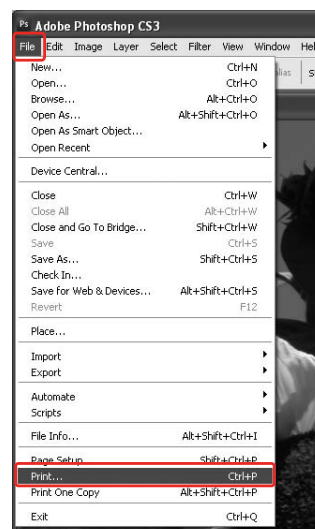 Ps Adobe Photoshop CS3
File Edit Image Layer Select Filter View Window Hel
New... Ctrl+N
Open... Ctrl+O
Browse... Alt+Ctrl+O
Open As... Alt+Shift+Ctrl+O
Open As Smart Object...
Open Recent
Device Central...
Close Ctrl+W
Close All Alt+Ctrl+W
Close and Go To Bridge... Shift+Ctrl+W
Save Ctrl+S
Save As... Shift+Ctrl+S
Check In...
Save for Web & Devices... Alt+Shift+Ctrl+S
Revert F12
Place...
Import
Export
Automate
Scripts
File Info... Alt+Shift+Ctrl+I
Page Setup... Shift+Ctrl+P
Print... Ctrl+P
Print One Copy Alt+Shift+Ctrl+P
Exit Ctrl+Q